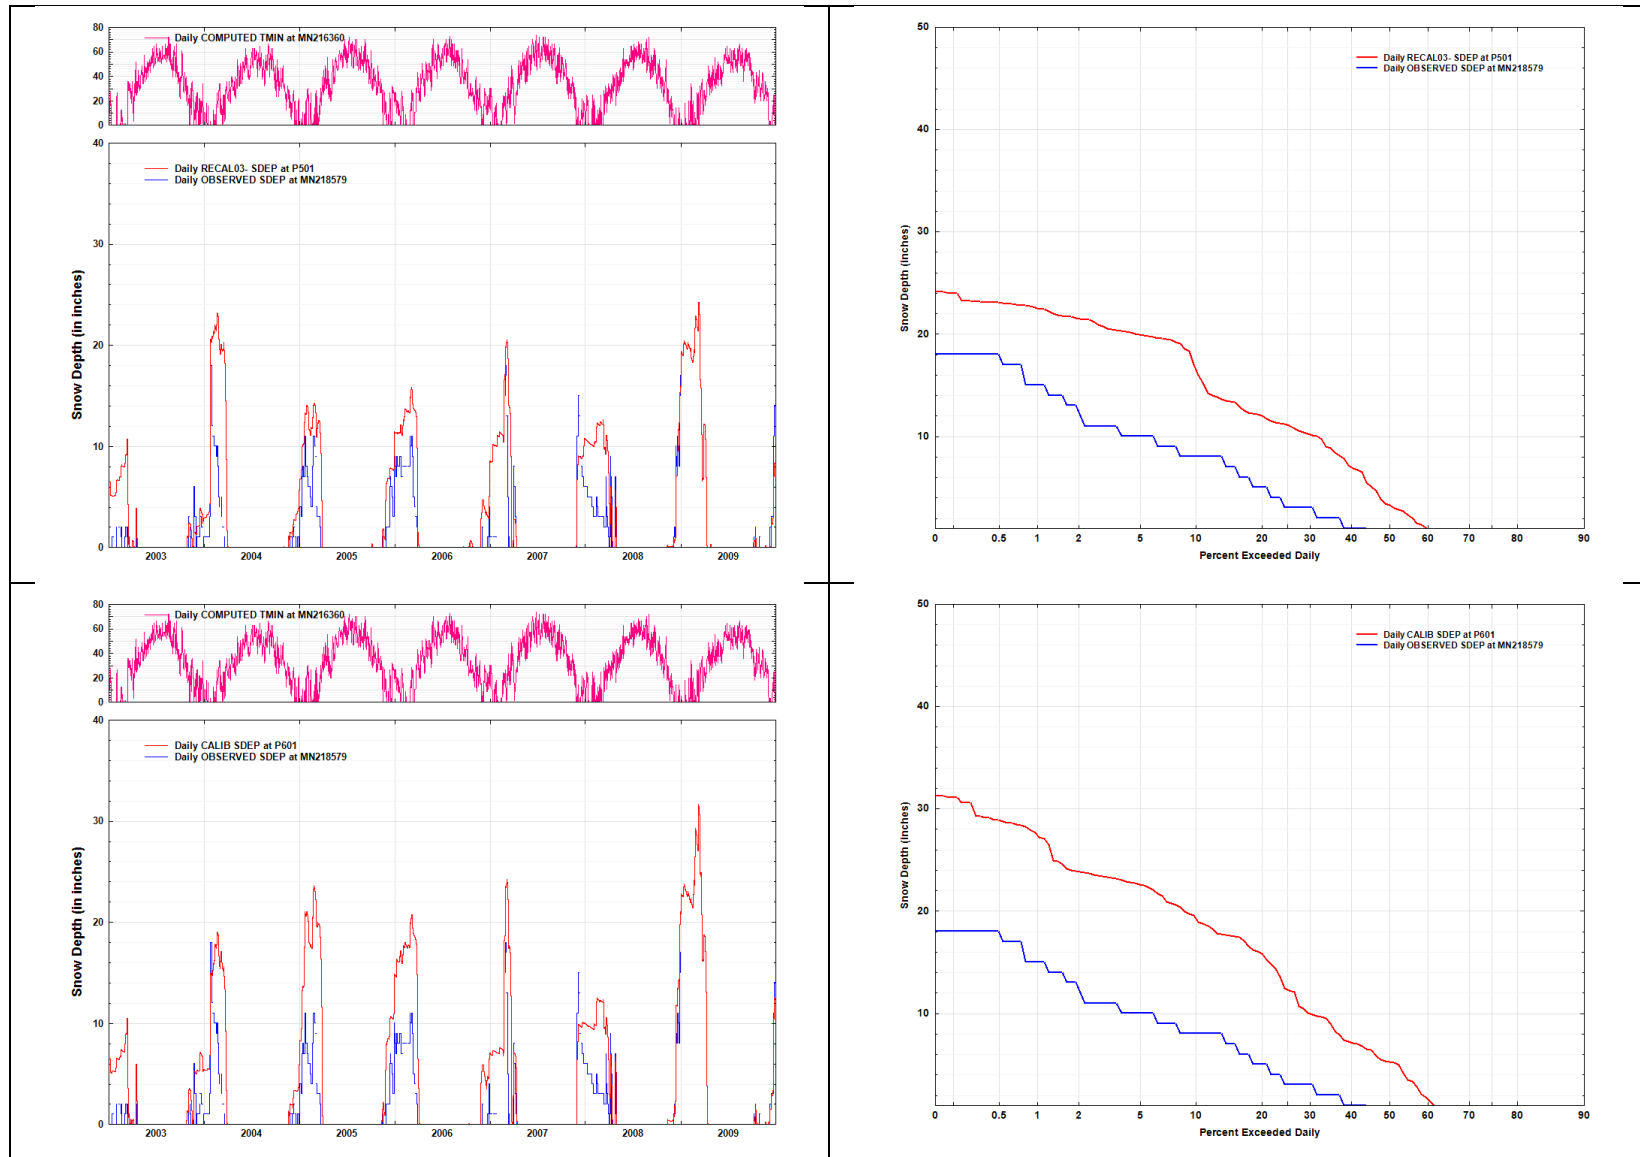 80
60
40
20
0
Daily COMPUTED TMIN at MN216360
40
30
20
10
0
Snow Depth (in inches)
Daily RECAL03- SDEP at P501
Daily OBSERVED SDEP at MN218579
2003 2004 2005 2006 2007 2008 2009
50
40
30
20
10
Snow Depth (inches)
Daily RECAL03- SDEP at P501
Daily OBSERVED SDEP at MN218579
0 0.5 1 2 5 10 20 30 40 50 60 70 80 90
Percent Exceeded Daily
80
60
40
20
0
Daily COMPUTED TMIN at MN216360
40
30
20
10
0
Snow Depth (in inches)
Daily CALIB SDEP at P601
Daily OBSERVED SDEP at MN218579
2003 2004 2005 2006 2007 2008 2009
50
40
30
20
10
Snow Depth (inches)
Daily CALIB SDEP at P601
Daily OBSERVED SDEP at MN218579
0 0.5 1 2 5 10 20 30 40 50 60 70 80 90
Percent Exceeded Daily